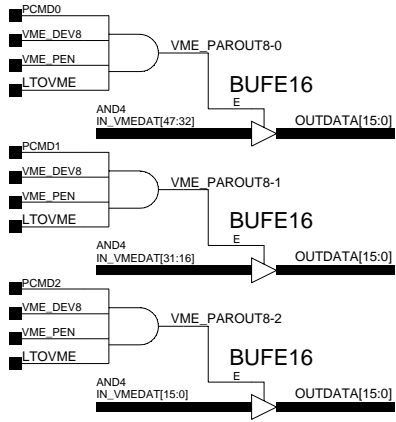 PCMD0
VME_DEV8
VME_PEN
LTOVME
VME_PAROUT8-0
BUFE16
E
AND4
IN_VMEDAT[47:32]
OUTDATA[15:0]
PCMD1
VME_DEV8
VME_PEN
LTOVME
VME_PAROUT8-1
BUFE16
E
AND4
IN_VMEDAT[31:16]
OUTDATA[15:0]
PCMD2
VME_DEV8
VME_PEN
LTOVME
VME_PAROUT8-2
BUFE16
E
AND4
IN_VMEDAT[15:0]
OUTDATA[15:0]